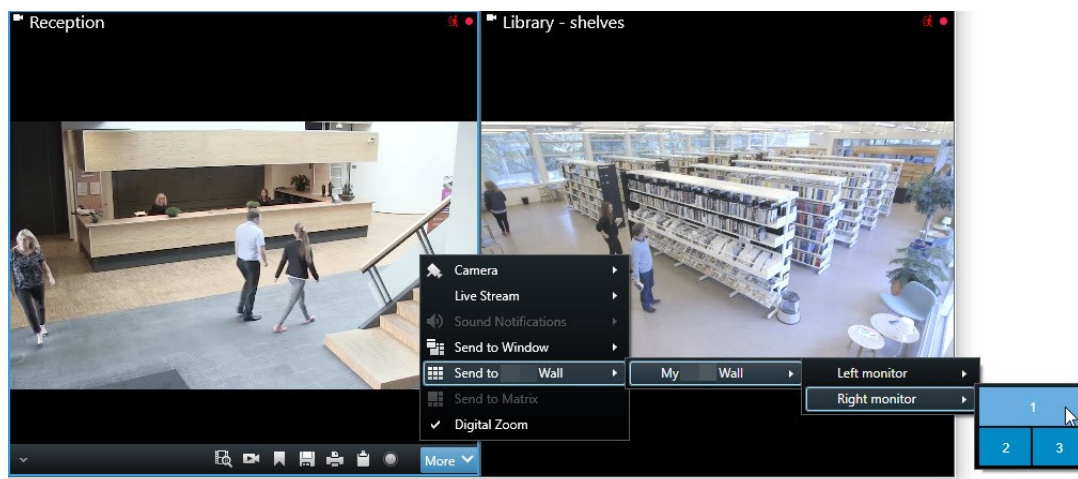 Reception
Library - shelves
Camera
Live Stream
Sound Notifications
Send to Window
Send to Wall
My Wall
Left monitor
Send to Matrix
Right monitor
1
Digital Zoom
2 3
More